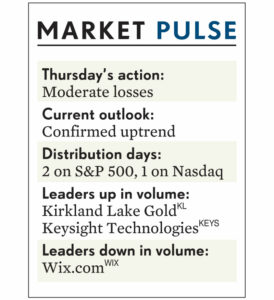 MARKET PULSE
Thursday's action:
Moderate losses
Current outlook:
Confirmed uptrend
Distribution days:
2 on S&P 500, 1 on Nasdaq
Leaders up in volume:
Kirkland Lake Gold KL
Keysight Technologies KEYS
Leaders down in volume:
Wix.com WIX